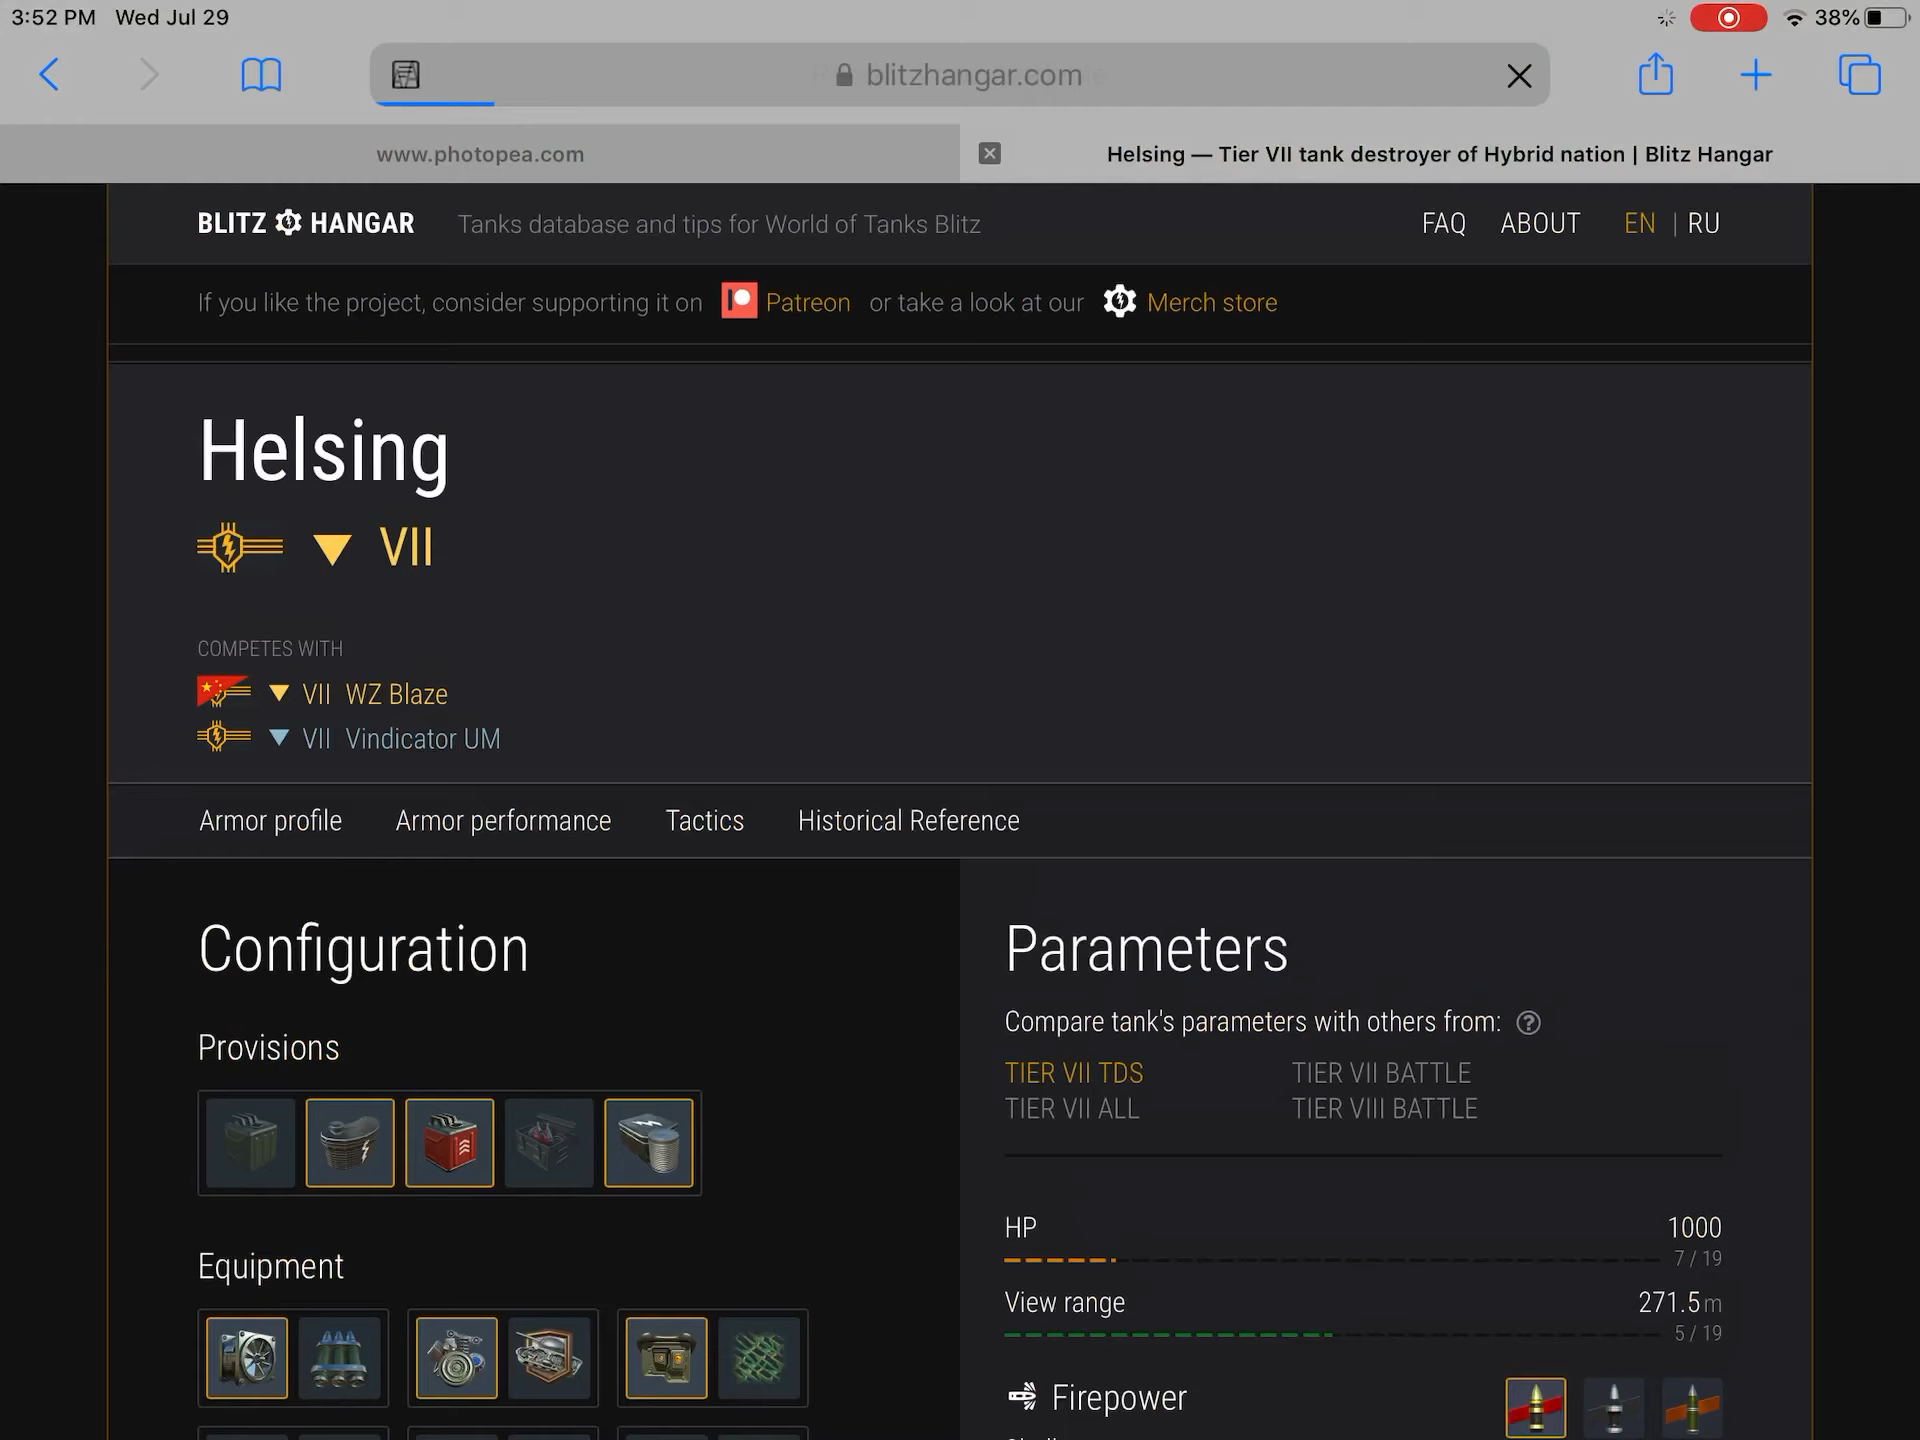 3:52 PM Wed Jul 29
38%
blitzhangar.com
www.photopea.com
Helsing — Tier VII tank destroyer of Hybrid nation | Blitz Hangar
BLITZ HANGAR
Tanks database and tips for World of Tanks Blitz
FAQ ABOUT EN | RU
If you like the project, consider supporting it on Patreon or take a look at our Merch store
Helsing
VII
COMPETES WITH
VII WZ Blaze
VII Vindicator UM
Armor profile Armor performance Tactics Historical Reference
Configuration
Provisions
Equipment
Parameters
Compare tank's parameters with others from: ?
TIER VII TDS TIER VII BATTLE
TIER VII ALL TIER VIII BATTLE
HP 1000
7 / 19
View range 271.5 m
5 / 19
Firepower